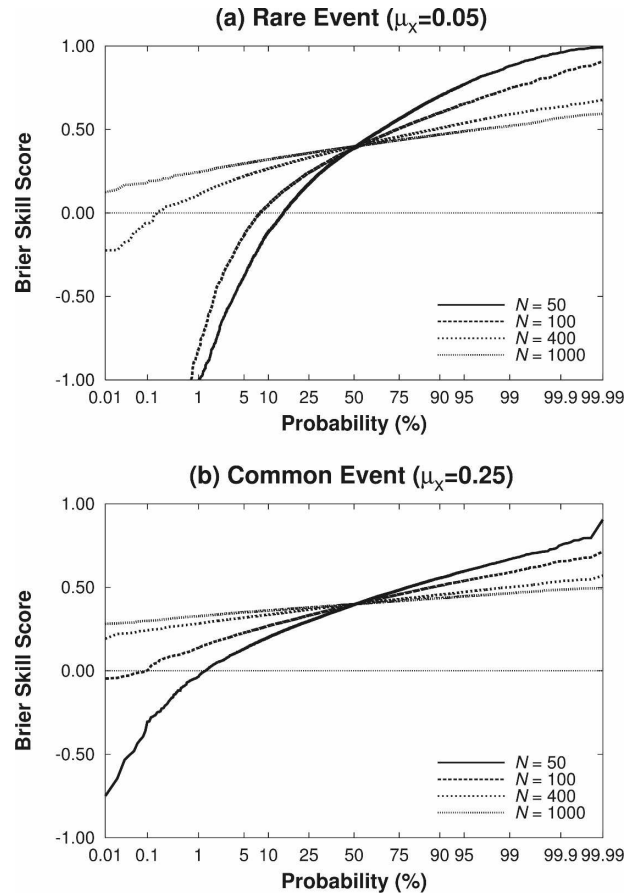 (a) Rare Event (μx=0.05)
Brier Skill Score
1.00
0.50
0.00
-0.50
-1.00
N = 50
N = 100
N = 400
N = 1000
0.01 0.1 1 5 10 25 50 75 90 95 99 99.9 99.99
Probability (%)
(b) Common Event (μx=0.25)
Brier Skill Score
1.00
0.50
0.00
-0.50
-1.00
N = 50
N = 100
N = 400
N = 1000
0.01 0.1 1 5 10 25 50 75 90 95 99 99.9 99.99
Probability (%)